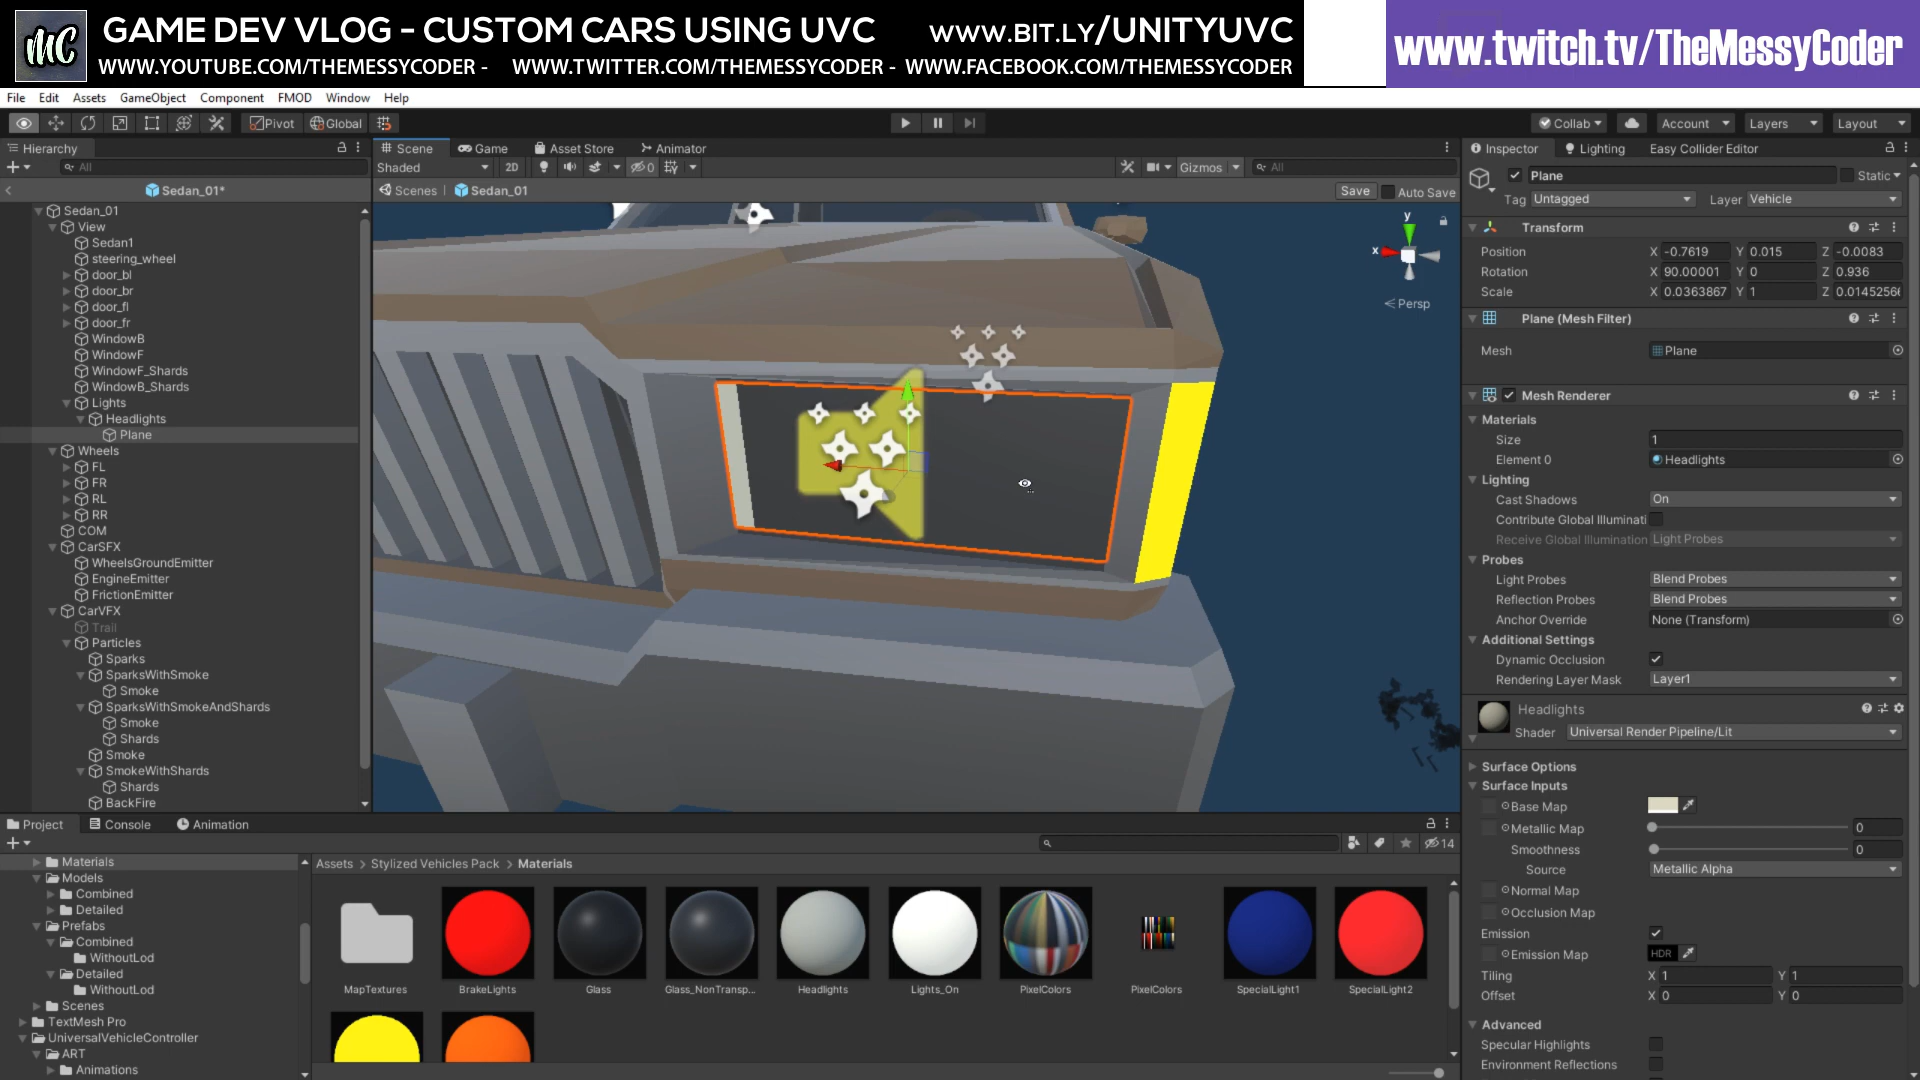 MC
GAME DEV VLOG - CUSTOM CARS USING UVC
WWW.BIT.LY/UNITYUVC
WWW.YOUTUBE.COM/THEMESSYCODER - WWW.TWITTER.COM/THEMESSYCODER - WWW.FACEBOOK.COM/THEMESSYCODER
www.twitch.tv/TheMessyCoder
File Edit Assets GameObject Component FMOD Window Help
Pivot Global
Collab Account Layers Layout
Hierarchy
All
Sedan_01*
Sedan_01
View
Sedan1
steering_wheel
door_bl
door_br
door_fl
door_fr
WindowB
WindowF
WindowF_Shards
WindowB_Shards
Lights
Headlights
Plane
Wheels
FL
FR
RL
RR
COM
CarSFX
WheelsGroundEmitter
EngineEmitter
FrictionEmitter
CarVFX
Trail
Particles
Sparks
SparksWithSmoke
Smoke
SparksWithSmokeAndShards
Smoke
Shards
Smoke
SmokeWithShards
Shards
BackFire
Scene Game Asset Store Animator
Shaded 2D 0 Gizmos All
Scenes Sedan_01 Save Auto Save
y
x
Persp
Inspector Lighting Easy Collider Editor
Plane Static
Tag Untagged Layer Vehicle
Transform
Position X -0.7619 Y 0.015 Z -0.0083
Rotation X 90.00001 Y 0 Z 0.936
Scale X 0.0363867 Y 1 Z 0.0145256
Plane (Mesh Filter)
Mesh Plane
Mesh Renderer
Materials
Size 1
Element 0 Headlights
Lighting
Cast Shadows On
Contribute Global Illuminati
Receive Global Illumination Light Probes
Probes
Light Probes Blend Probes
Reflection Probes Blend Probes
Anchor Override None (Transform)
Additional Settings
Dynamic Occlusion
Rendering Layer Mask Layer1
Headlights
Shader Universal Render Pipeline/Lit
Surface Options
Surface Inputs
Base Map
Metallic Map 0
Smoothness 0
Source Metallic Alpha
Normal Map
Occlusion Map
Emission
Emission Map HDR
Tiling X 1 Y 1
Offset X 0 Y 0
Advanced
Specular Highlights
Environment Reflections
Project Console Animation
14
Materials
Models
Combined
Detailed
Prefabs
Combined
WithoutLod
Detailed
WithoutLod
Scenes
TextMesh Pro
UniversalVehicleController
ART
Animations
Assets > Stylized Vehicles Pack > Materials
MapTextures BrakeLights Glass Glass_NonTransp... Headlights Lights_On PixelColors PixelColors SpecialLight1 SpecialLight2